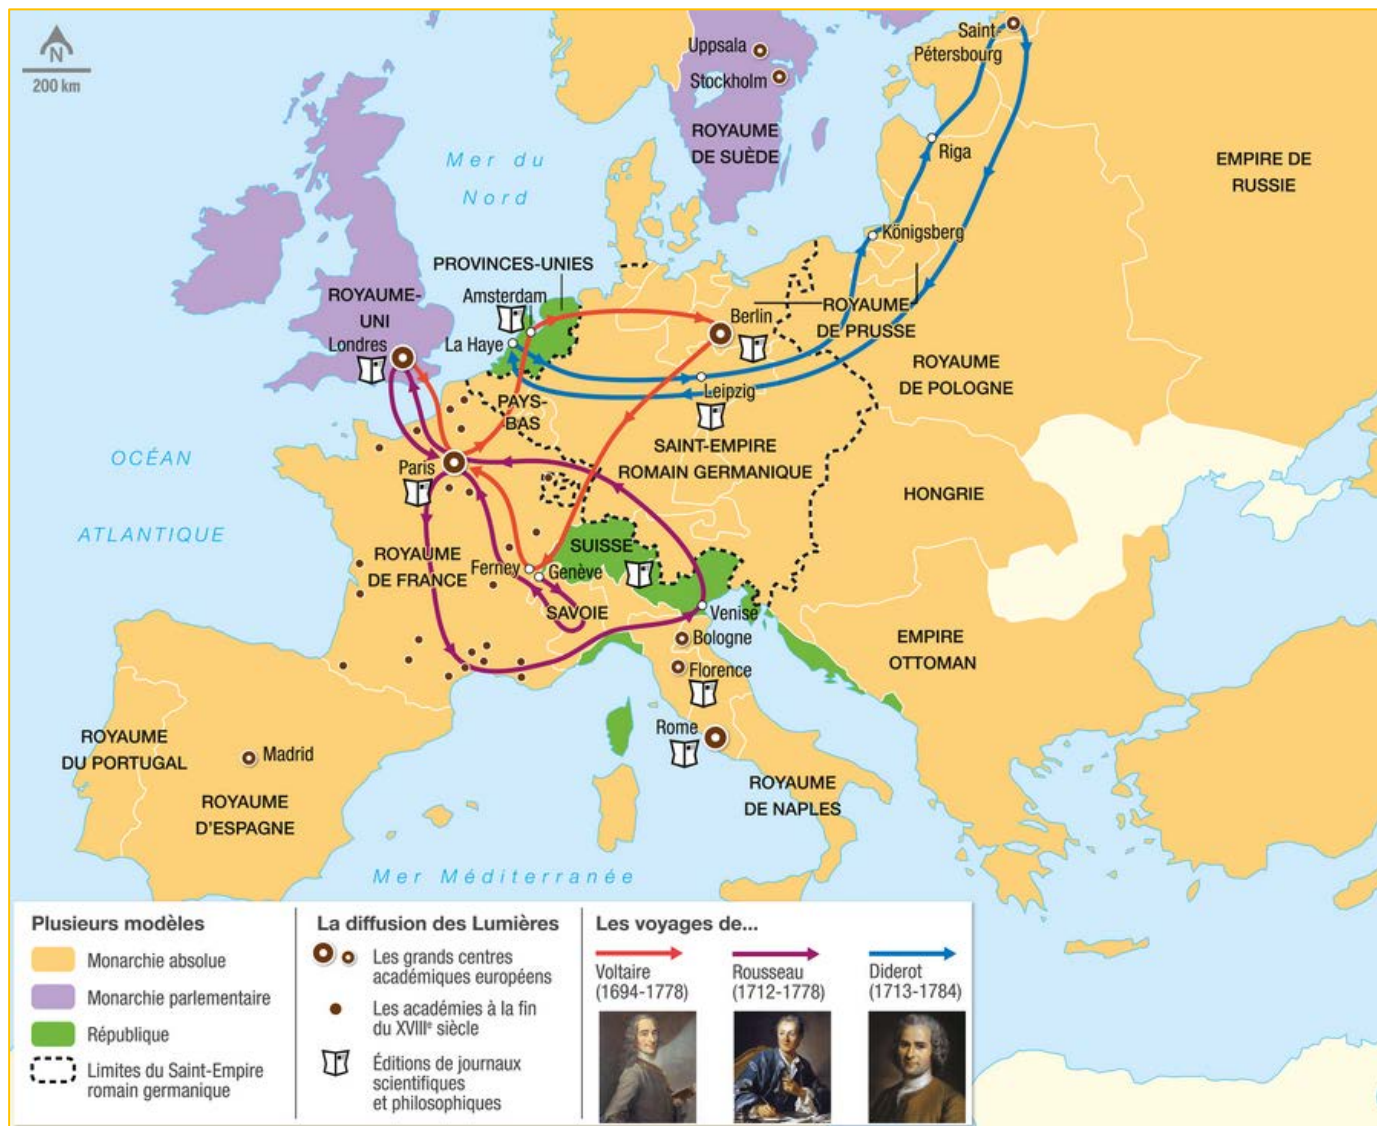 N
200 km
Uppsala
Stockholm
Saint-
Pétersbourg
ROYAUME
DE SUÈDE
Mer du
Nord
Riga
EMPIRE DE
RUSSIE
Königsberg
PROVINCES-UNIES
Amsterdam
ROYAUME-
UNI
Londres
La Haye
Berlin
ROYAUME
DE PRUSSE
ROYAUME
DE POLOGNE
Leipzig
PAYS-
BAS
SAINT-EMPIRE
ROMAIN GERMANIQUE
OCÉAN
ATLANTIQUE
Paris
HONGRIE
ROYAUME
DE FRANCE
SUISSE
Ferney
Genève
SAVOIE
Venise
Bologne
Florence
EMPIRE
OTTOMAN
Rome
ROYAUME
DU PORTUGAL
Madrid
ROYAUME
D'ESPAGNE
ROYAUME
DE NAPLES
Mer Méditerranée
Plusieurs modèles
Monarchie absolue
Monarchie parlementaire
République
Limites du Saint-Empire
romain germanique
La diffusion des Lumières
Les grands centres
académiques européens
Les académies à la fin
du XVIIIe siècle
Éditions de journaux
scientifiques
et philosophiques
Les voyages de...
Voltaire
(1694-1778)
Rousseau
(1712-1778)
Diderot
(1713-1784)